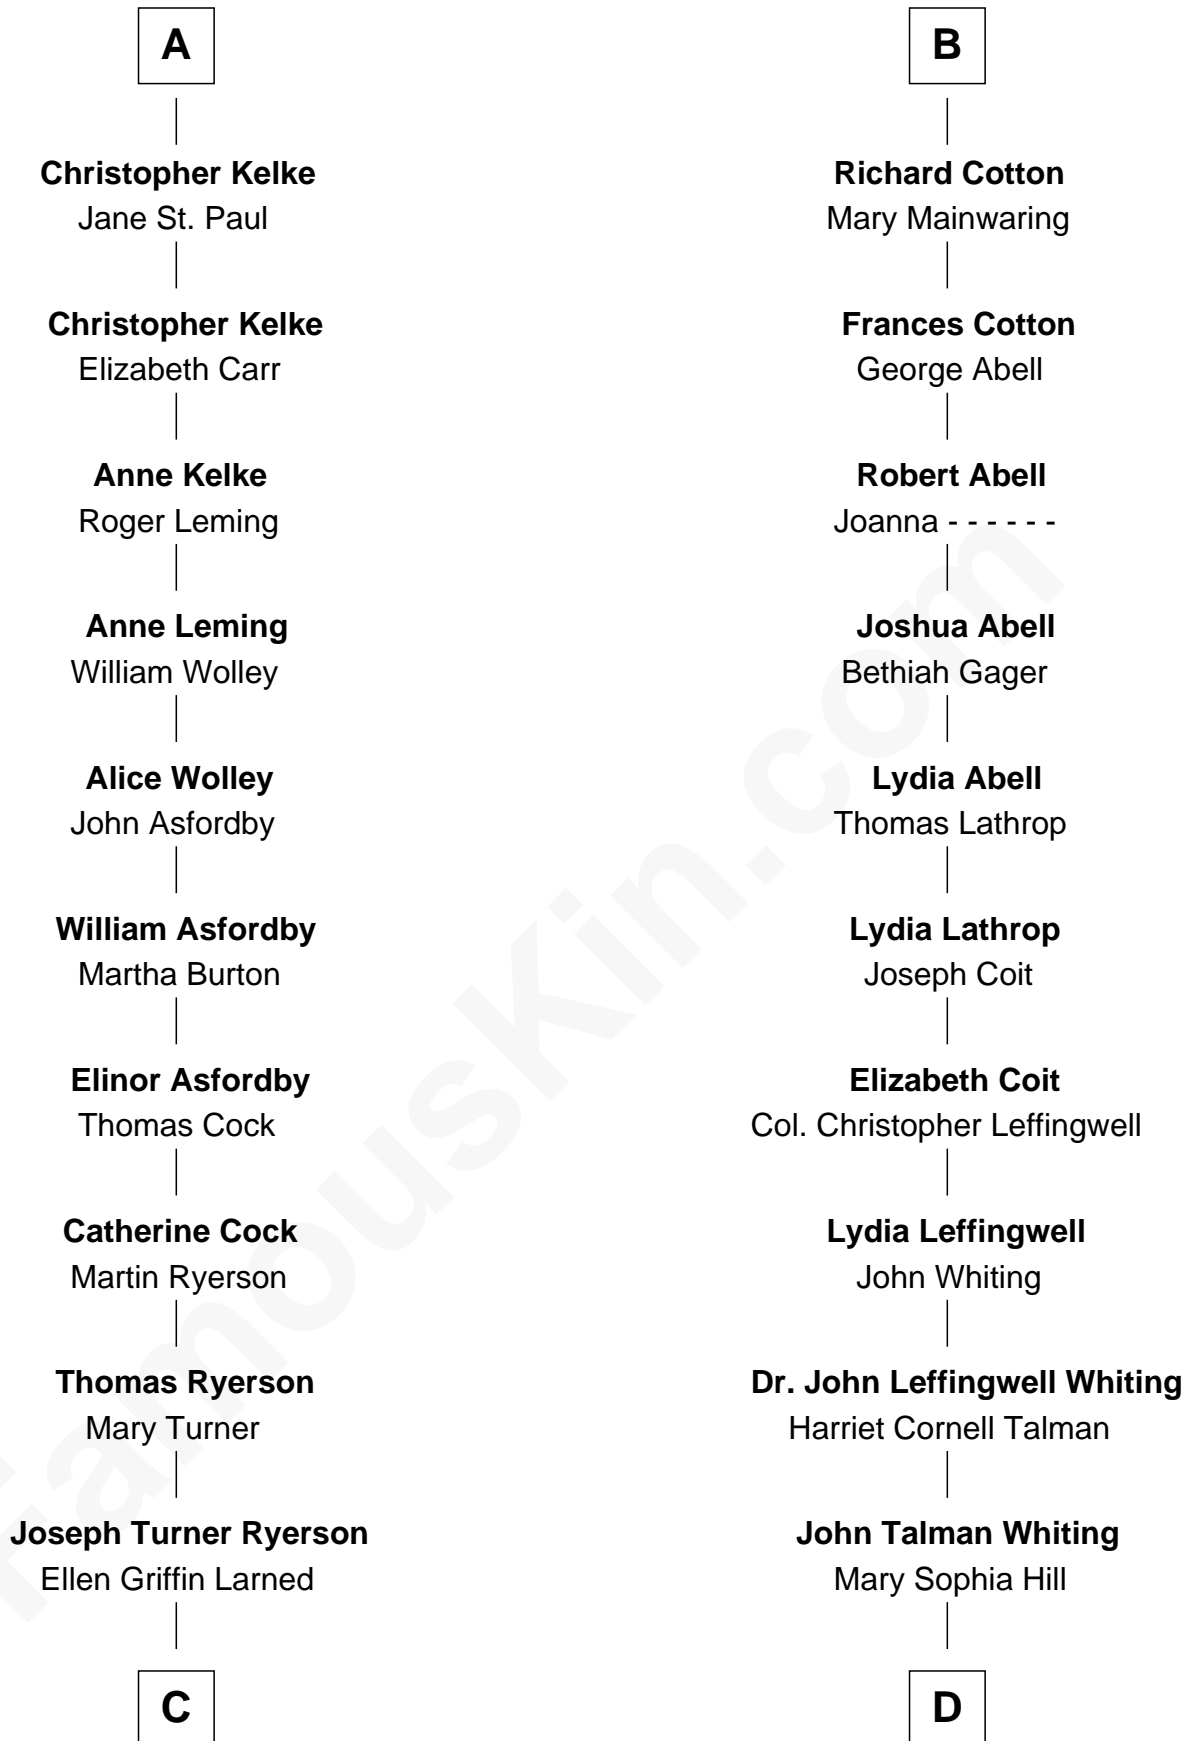 A
Christopher Kelke
Jane St. Paul
Christopher Kelke
Elizabeth Carr
Anne Kelke
Roger Leming
Anne Leming
William Wolley
Alice Wolley
John Asfordby
William Asfordby
Martha Burton
Elinor Asfordby
Thomas Cock
Catherine Cock
Martin Ryerson
Thomas Ryerson
Mary Turner
Joseph Turner Ryerson
Ellen Griffin Larned
C
B
Richard Cotton
Mary Mainwaring
Frances Cotton
George Abell
Robert Abell
Joanna - - - - - -
Joshua Abell
Bethiah Gager
Lydia Abell
Thomas Lathrop
Lydia Lathrop
Joseph Coit
Elizabeth Coit
Col. Christopher Leffingwell
Lydia Leffingwell
John Whiting
Dr. John Leffingwell Whiting
Harriet Cornell Talman
John Talman Whiting
Mary Sophia Hill
D
FamousKin.com